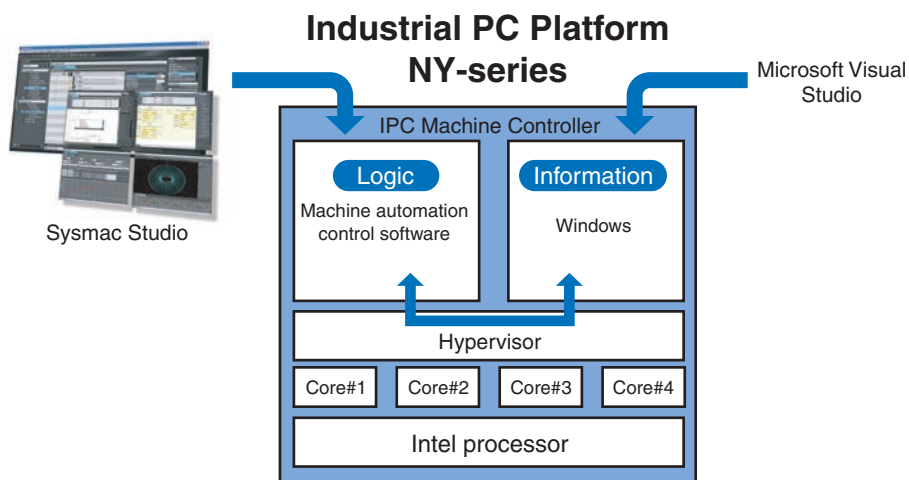 Industrial PC Platform
NY-series
Microsoft Visual
Studio
Sysmac Studio
IPC Machine Controller
Logic
Machine automation
control software
Information
Windows
Hypervisor
Core#1
Core#2
Core#3
Core#4
Intel processor